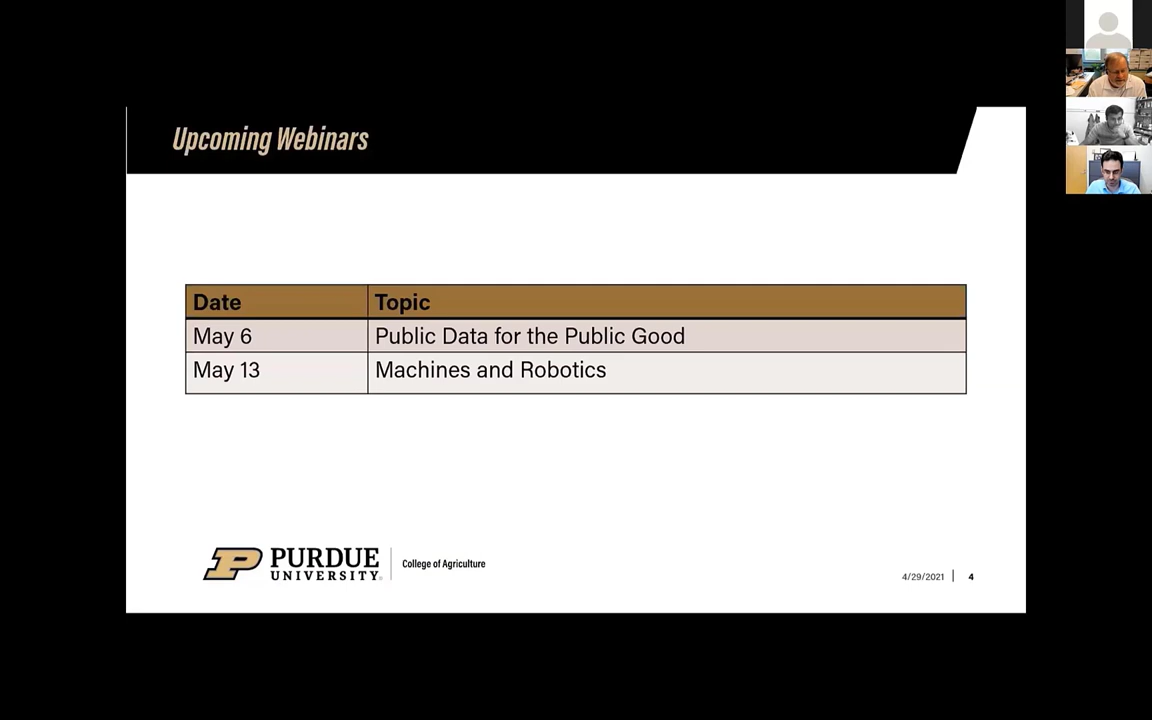 Upcoming Webinars
Date Topic
May 6 Public Data for the Public Good
May 13 Machines and Robotics
PURDUE
UNIVERSITY®
College of Agriculture
4/29/2021 4